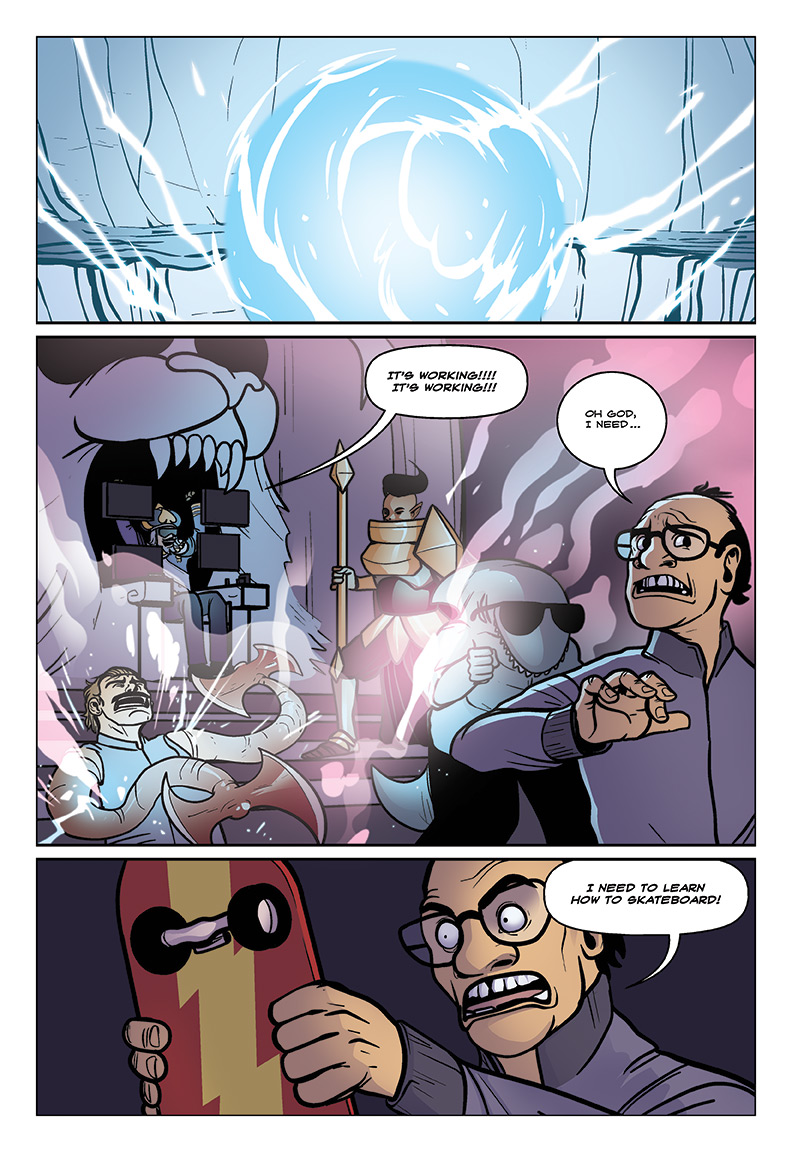 IT'S WORKING!!!!
IT'S WORKING!!!
OH GOD,
I NEED...
I NEED TO LEARN
HOW TO SKATEBOARD!